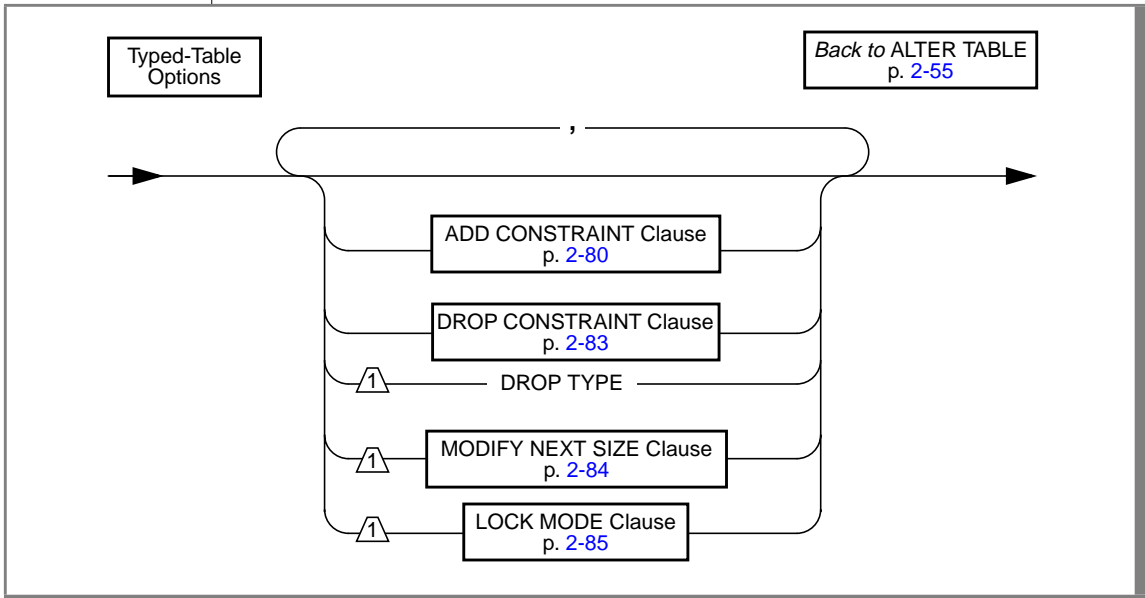 Typed-Table
Options
Back to ALTER TABLE
p. 2-55
,
ADD CONSTRAINT Clause
p. 2-80
DROP CONSTRAINT Clause
p. 2-83
1 DROP TYPE
1 MODIFY NEXT SIZE Clause
p. 2-84
1 LOCK MODE Clause
p. 2-85